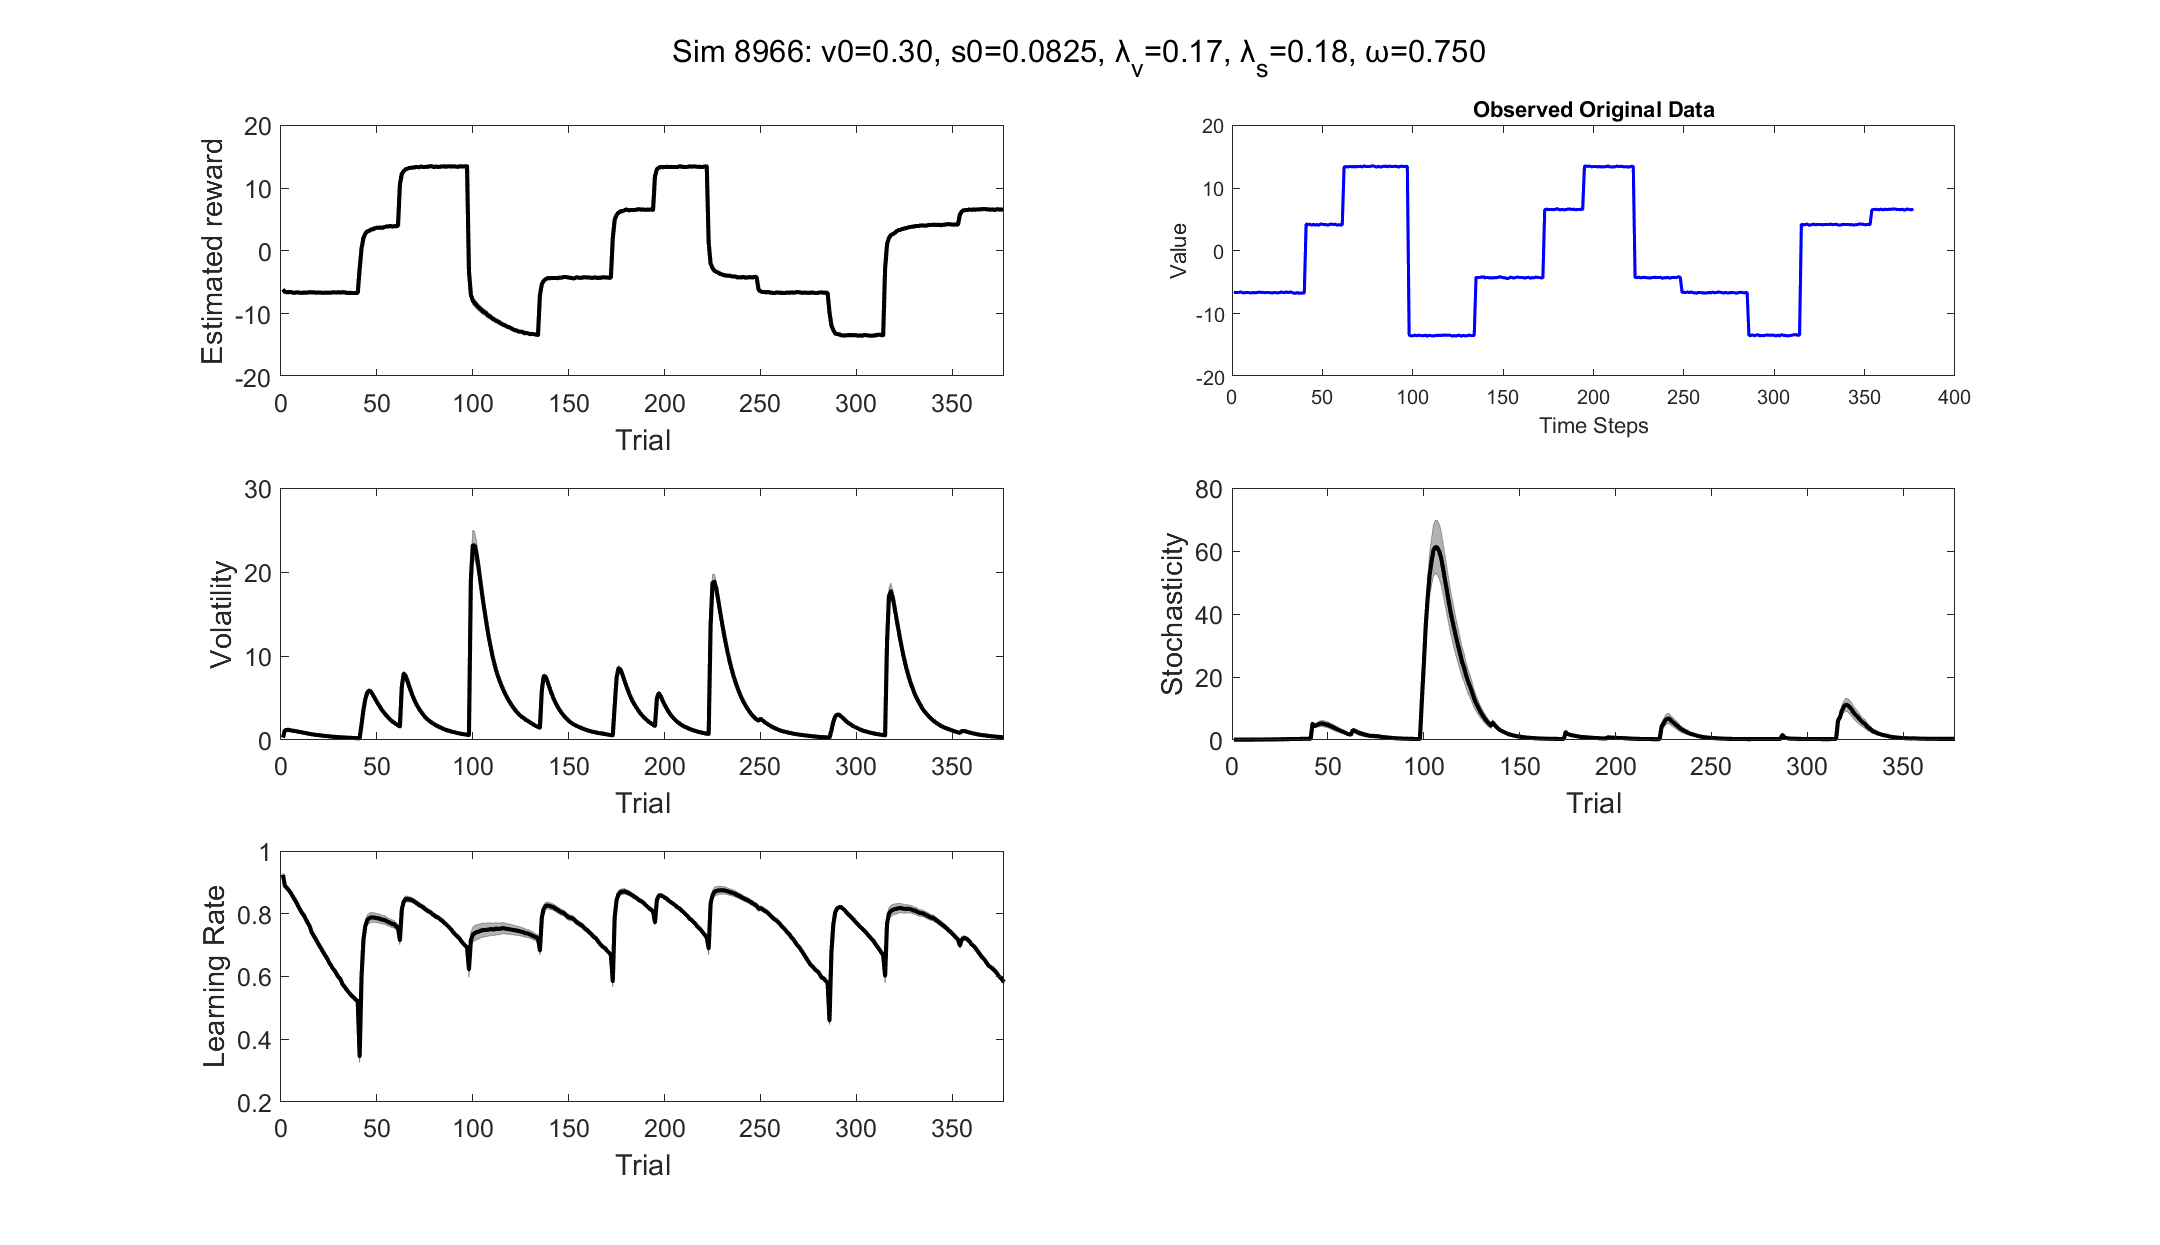 Sim 8966: v0=0.30, s0=0.0825, λv=0.17, λs=0.18, ω=0.750
Estimated reward
20
10
0
-10
-20
0 50 100 150 200 250 300 350
Trial
Observed Original Data
Value
20
10
0
-10
-20
0 50 100 150 200 250 300 350 400
Time Steps
Volatility
30
20
10
0
0 50 100 150 200 250 300 350
Trial
Stochasticity
80
60
40
20
0
0 50 100 150 200 250 300 350
Trial
Learning Rate
1
0.8
0.6
0.4
0.2
0 50 100 150 200 250 300 350
Trial